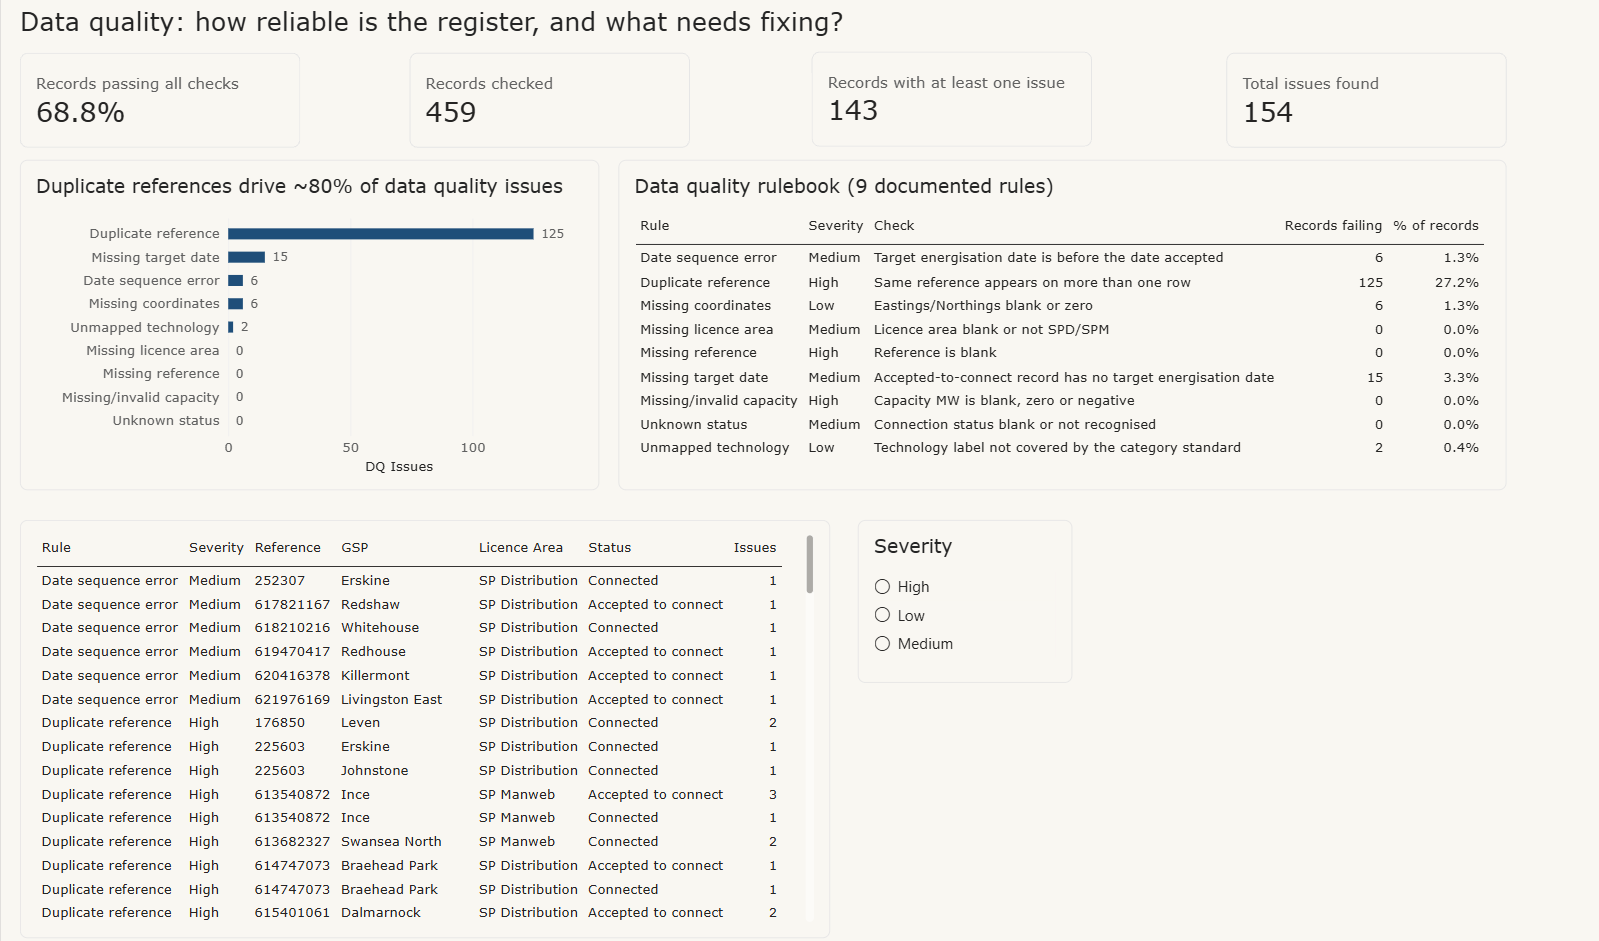 Data quality: how reliable is the register, and what needs fixing?
Records passing all checks
68.8%
Records checked
459
Records with at least one issue
143
Total issues found
154
Duplicate references drive ~80% of data quality issues
Duplicate reference 125
Missing target date 15
Date sequence error 6
Missing coordinates 6
Unmapped technology 2
Missing licence area 0
Missing reference 0
Missing/invalid capacity 0
Unknown status 0
0 50 100
DQ Issues
Data quality rulebook (9 documented rules)
Rule Severity Check Records failing % of records
Date sequence error Medium Target energisation date is before the date accepted 6 1.3%
Duplicate reference High Same reference appears on more than one row 125 27.2%
Missing coordinates Low Eastings/Northings blank or zero 6 1.3%
Missing licence area Medium Licence area blank or not SPD/SPM 0 0.0%
Missing reference High Reference is blank 0 0.0%
Missing target date Medium Accepted-to-connect record has no target energisation date 15 3.3%
Missing/invalid capacity High Capacity MW is blank, zero or negative 0 0.0%
Unknown status Medium Connection status blank or not recognised 0 0.0%
Unmapped technology Low Technology label not covered by the category standard 2 0.4%
Rule Severity Reference GSP Licence Area Status Issues
Date sequence error Medium 252307 Erskine SP Distribution Connected 1
Date sequence error Medium 617821167 Redshaw SP Distribution Accepted to connect 1
Date sequence error Medium 618210216 Whitehouse SP Distribution Connected 1
Date sequence error Medium 619470417 Redhouse SP Distribution Accepted to connect 1
Date sequence error Medium 620416378 Killermont SP Distribution Accepted to connect 1
Date sequence error Medium 621976169 Livingston East SP Distribution Accepted to connect 1
Duplicate reference High 176850 Leven SP Distribution Connected 2
Duplicate reference High 225603 Erskine SP Distribution Connected 1
Duplicate reference High 225603 Johnstone SP Distribution Connected 1
Duplicate reference High 613540872 Ince SP Manweb Accepted to connect 3
Duplicate reference High 613540872 Ince SP Manweb Connected 1
Duplicate reference High 613682327 Swansea North SP Manweb Connected 2
Duplicate reference High 614747073 Braehead Park SP Distribution Accepted to connect 1
Duplicate reference High 614747073 Braehead Park SP Distribution Connected 1
Duplicate reference High 615401061 Dalmarnock SP Distribution Accepted to connect 2
Severity
High
Low
Medium